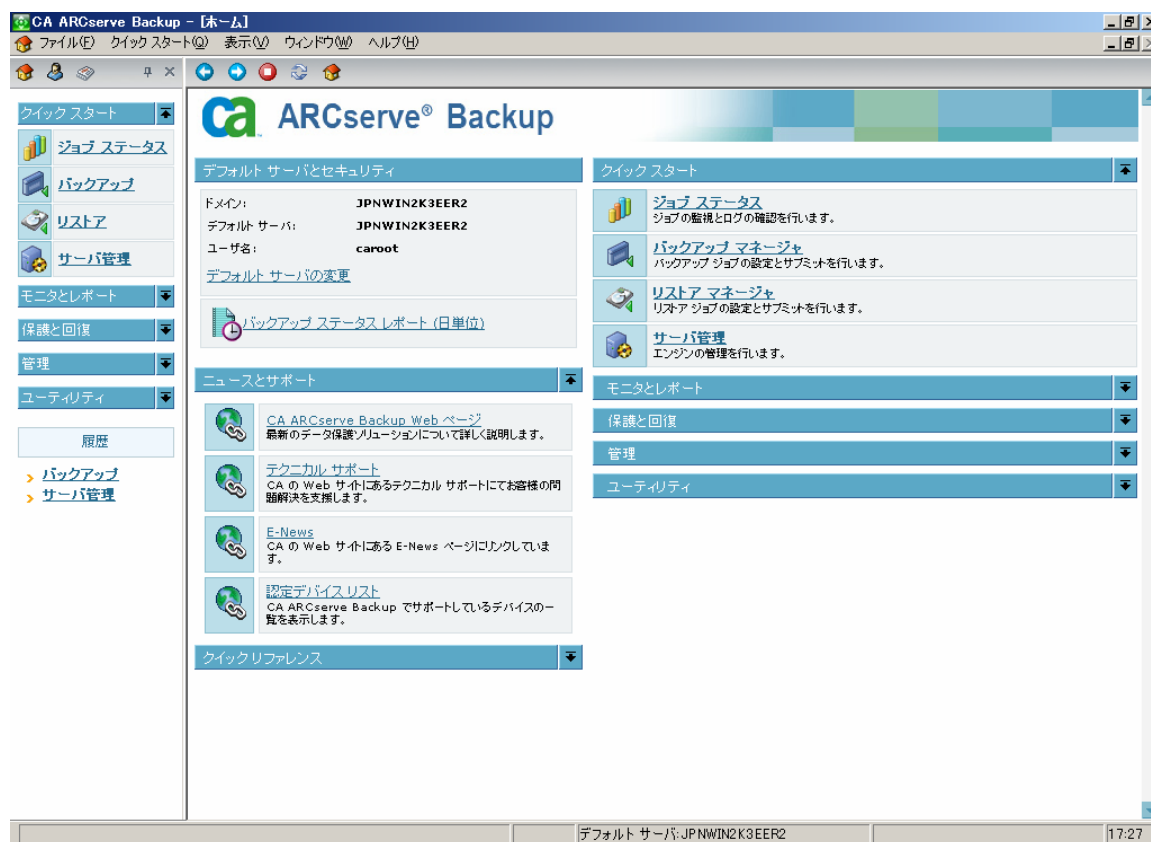 CA ARCserve Backup - [ホーム]
ファイル(F) クイック スタート(Q) 表示(V) ウィンドウ(W) ヘルプ(H)
クイック スタート
ジョブ ステータス
バックアップ
リストア
サーバ管理
モニタとレポート
保護と回復
管理
ユーティリティ
履歴
バックアップ
サーバ管理
ca ARCserve® Backup
デフォルト サーバとセキュリティ
ドメイン: JPNWIN2K3EER2
デフォルト サーバ: JPNWIN2K3EER2
ユーザ名: caroot
デフォルト サーバの変更
バックアップ ステータス レポート (日単位)
ニュースとサポート
CA ARCserve Backup Web ページ
最新のデータ保護ソリューションについて詳しく説明します。
テクニカル サポート
CA の Web サイトにあるテクニカル サポートにてお客様の問
題解決を支援します。
E-News
CA の Web サイトにある E-News ページにリンクしていま
す。
認定デバイス リスト
CA ARCserve Backup でサポートしているデバイスの一
覧を表示します。
クイック リファレンス
クイック スタート
ジョブ ステータス
ジョブの監視とログの確認を行います。
バックアップ マネージャ
バックアップ ジョブの設定とサブミットを行います。
リストア マネージャ
リストア ジョブの設定とサブミットを行います。
サーバ管理
エンジンの管理を行います。
モニタとレポート
保護と回復
管理
ユーティリティ
デフォルト サーバ: JPNWIN2K3EER2
17:27